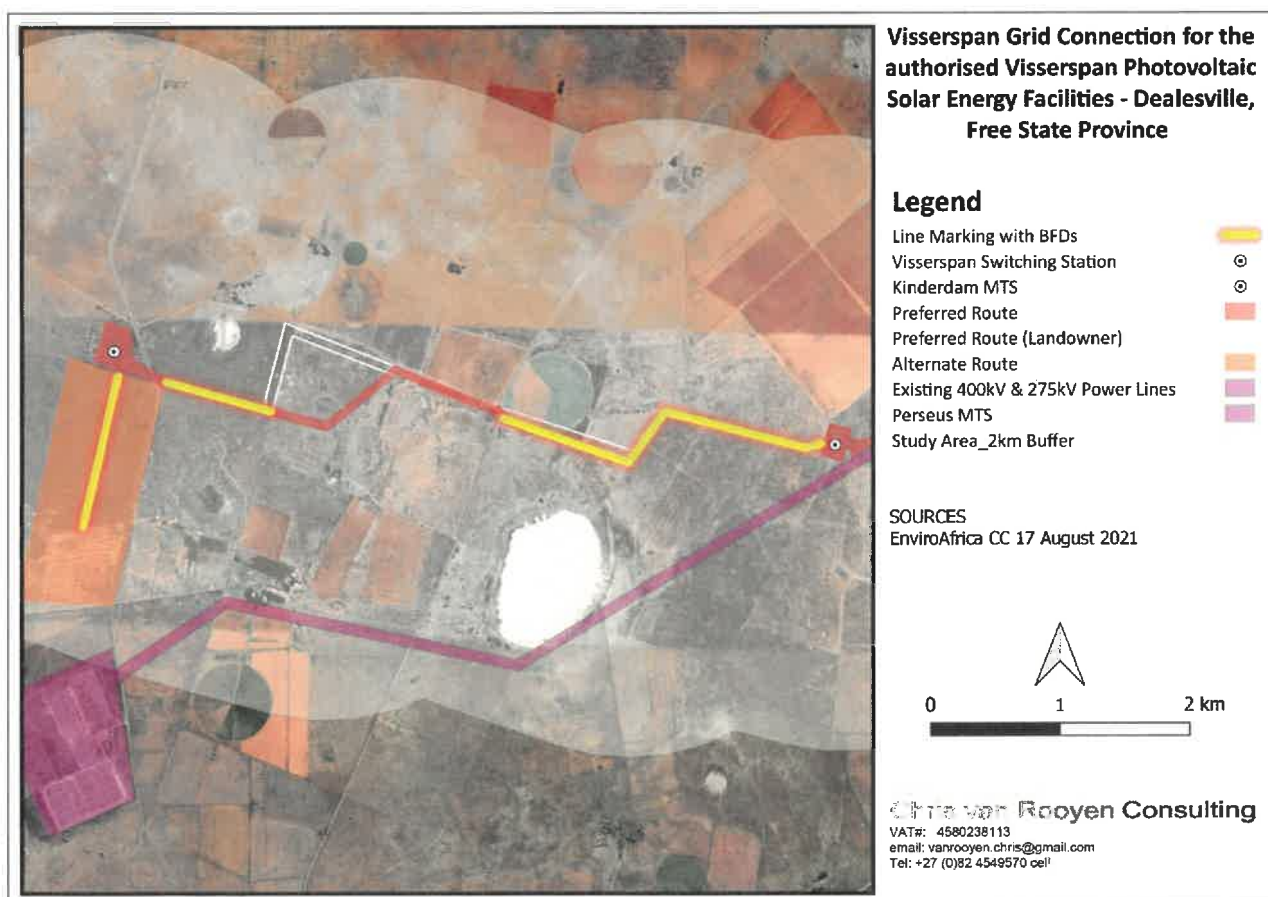 Visserspan Grid Connection for the
authorised Visserspan Photovoltaic
Solar Energy Facilities - Dealesville,
Free State Province
Legend
Line Marking with BFDs
Visserspan Switching Station
Kinderdam MTS
Preferred Route
Preferred Route (Landowner)
Alternate Route
Existing 400kV & 275kV Power Lines
Perseus MTS
Study Area_2km Buffer
SOURCES
EnviroAfrica CC 17 August 2021
0 1 2 km
Chris van Rooyen Consulting
VAT#: 4580238113
email: vanrooyen.chris@gmail.com
Tel: +27 (0)82 4549570 cell